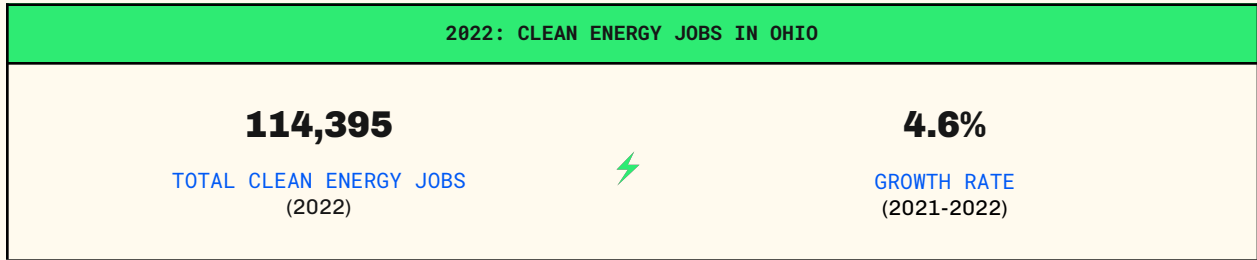 2022: CLEAN ENERGY JOBS IN OHIO
114,395
TOTAL CLEAN ENERGY JOBS
(2022)
4.6%
GROWTH RATE
(2021-2022)